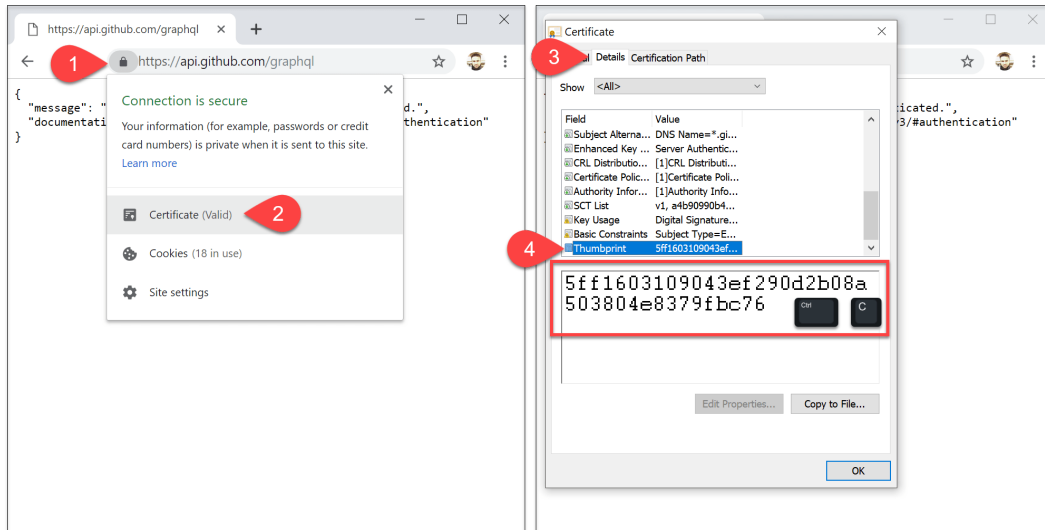 https://api.github.com/graphql
1
https://api.github.com/graphql
{
"message": "
d.",
"documentati
thentication"
}
Connection is secure
Your information (for example, passwords or credit
card numbers) is private when it is sent to this site.
Learn more
Certificate (Valid)
2
Cookies (18 in use)
Site settings
Certificate
3
Details
Certification Path
Show
<All>
Field
Value
Subject Alterna...
DNS Name=*.gi...
Enhanced Key ...
Server Authentic...
CRL Distributio...
[1]CRL Distributi...
Certificate Polic...
[1]Certificate Poli...
Authority Infor...
[1]Authority Info...
SCT List
v1, a4b90990b4...
Key Usage
Digital Signature...
Basic Constraints
Subject Type=E...
4
Thumbprint
5ff1603109043ef...
5ff1603109043ef290d2b08a
503804e8379fbc76
Ctrl
C
Edit Properties...
Copy to File...
OK
icated.",
v3/#authentication"